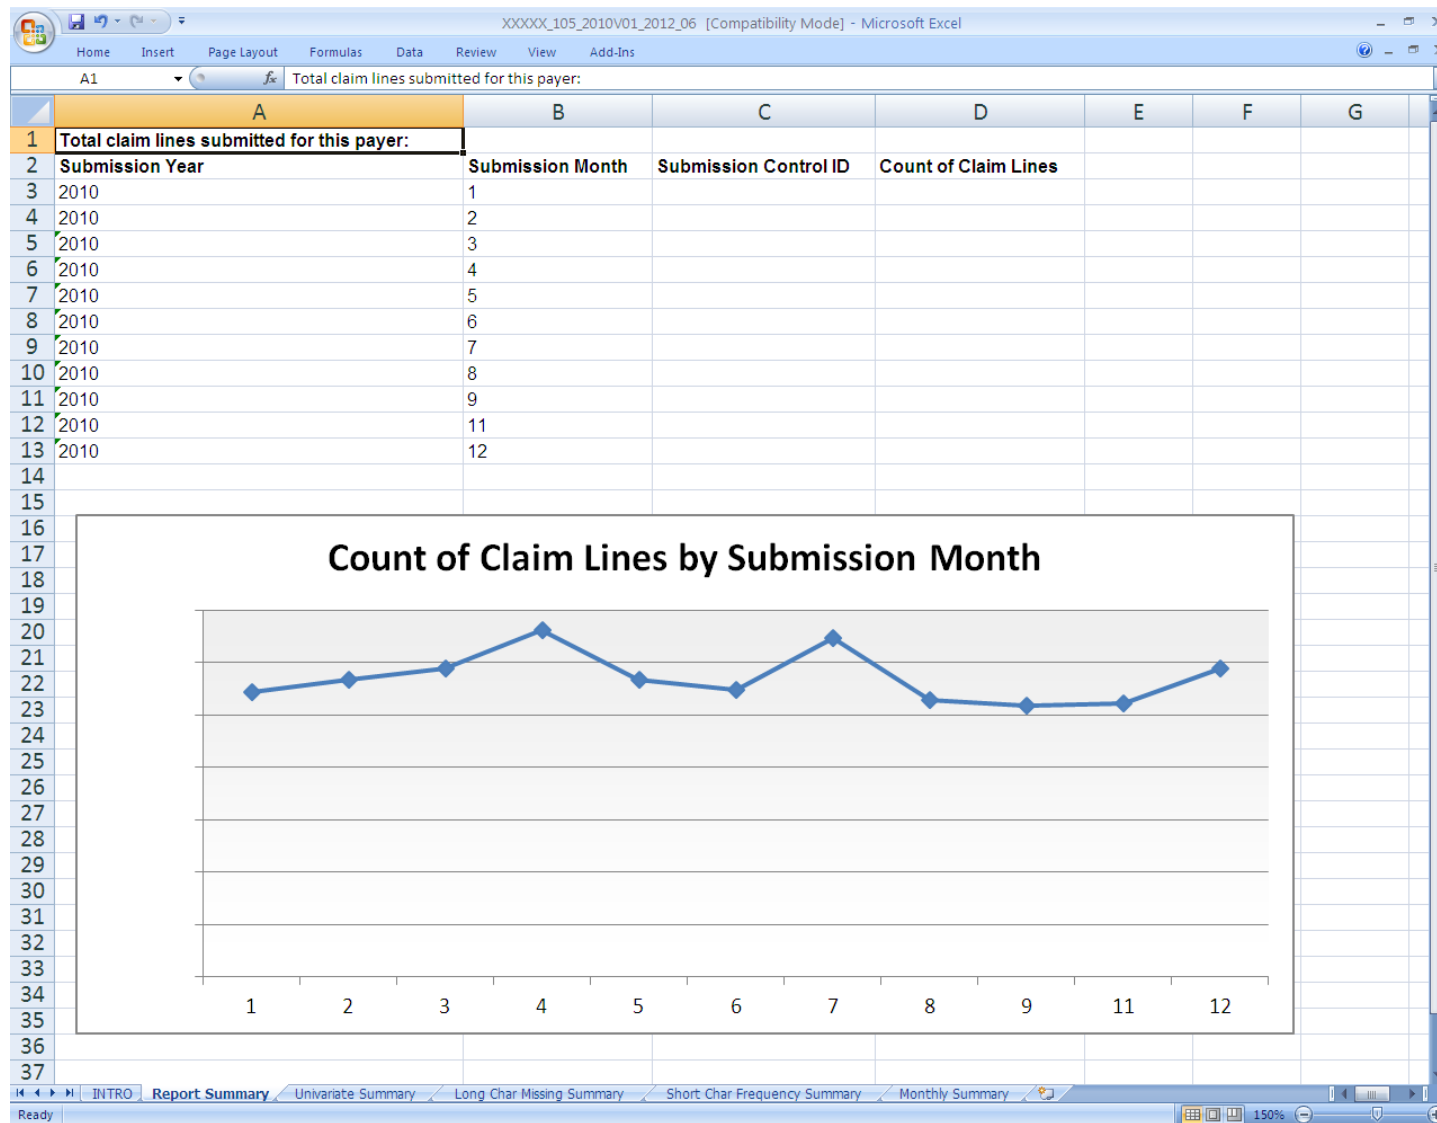 XXXXX_105_2010V01_2012_06 [Compatibility Mode] - Microsoft Excel
Home Insert Page Layout Formulas Data Review View Add-Ins
A1 fx Total claim lines submitted for this payer:
A B C D E F G
1 Total claim lines submitted for this payer:
2 Submission Year Submission Month Submission Control ID Count of Claim Lines
3 2010 1
4 2010 2
5 2010 3
6 2010 4
7 2010 5
8 2010 6
9 2010 7
10 2010 8
11 2010 9
12 2010 11
13 2010 12
14
15
16
17
18
19
20
21
22
23
24
25
26
27
28
29
30
31
32
33
34
35
36
37
Count of Claim Lines by Submission Month
1 2 3 4 5 6 7 8 9 11 12
INTRO Report Summary Univariate Summary Long Char Missing Summary Short Char Frequency Summary Monthly Summary
Ready 150%